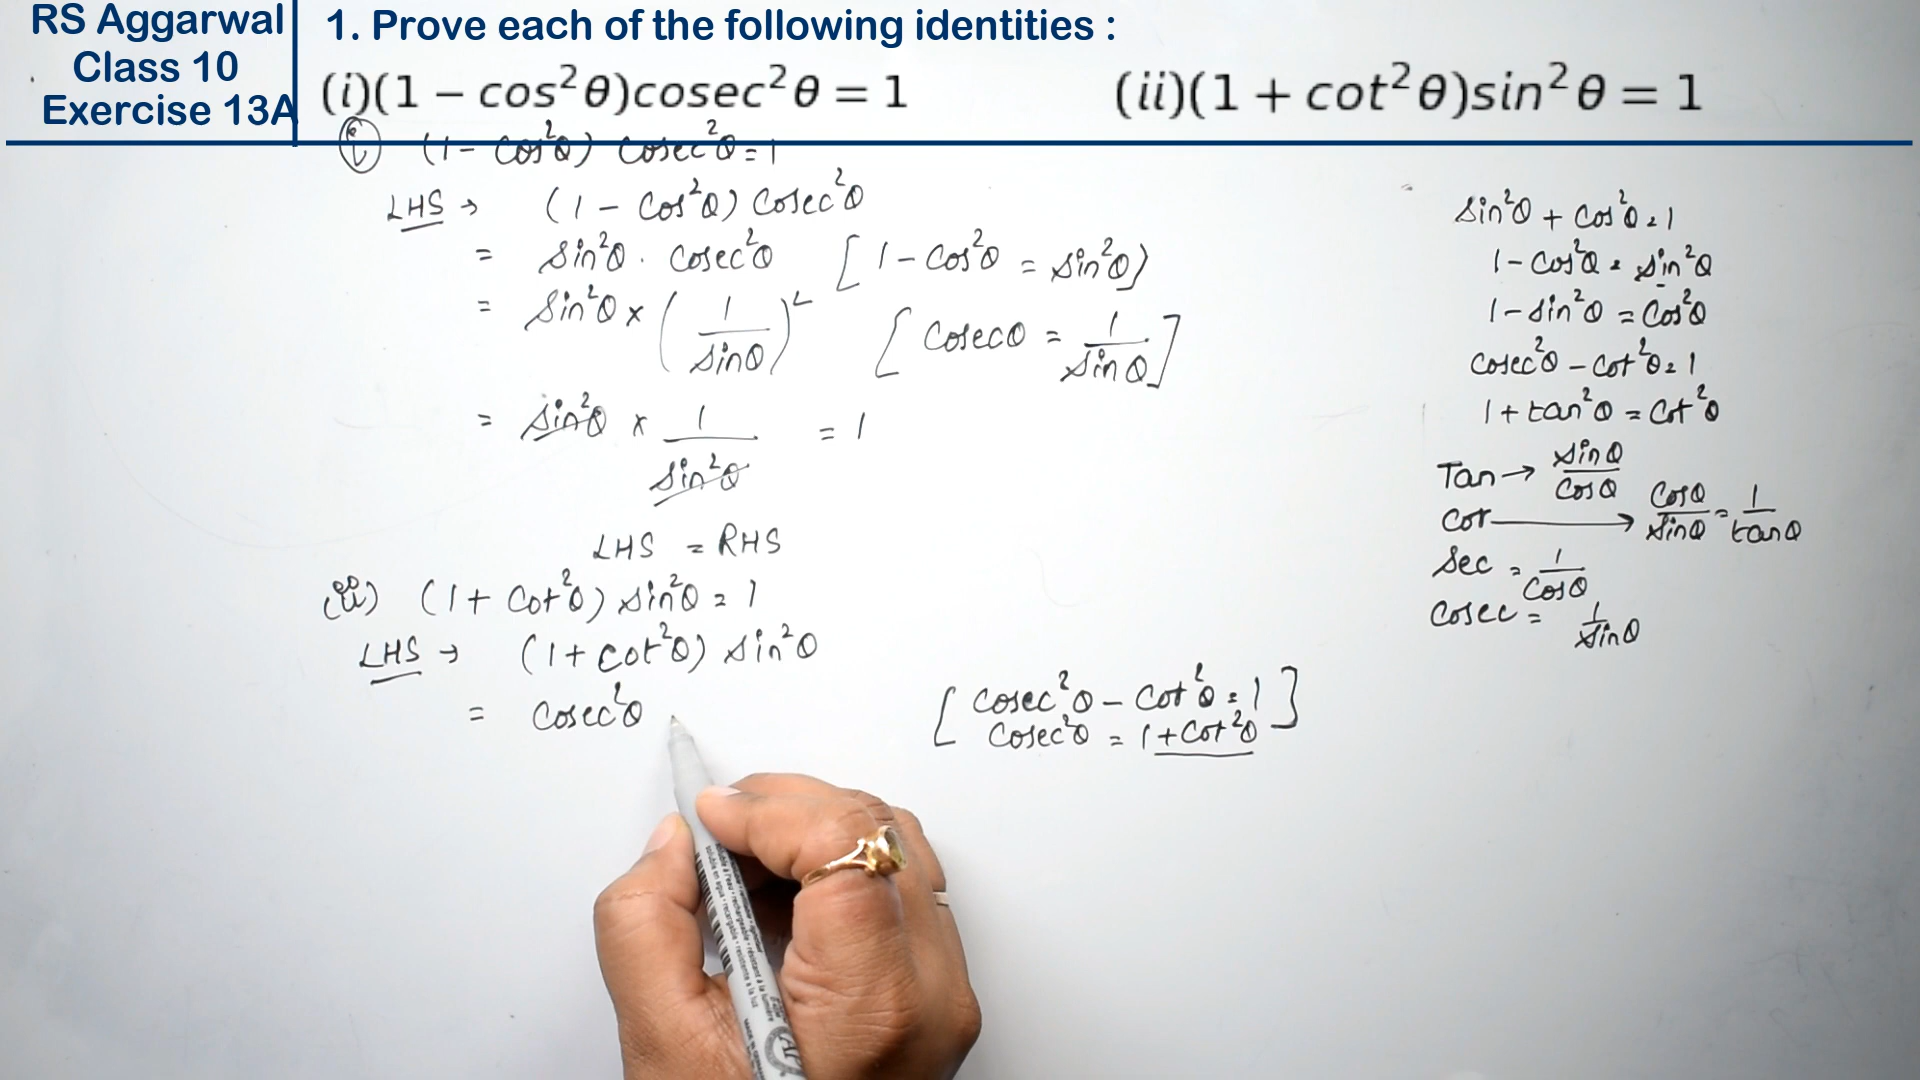 RS Aggarwal
Class 10
Exercise 13A
1. Prove each of the following identities :
(i)(1 − cos²θ)cosec²θ = 1
(ii)(1 + cot²θ)sin²θ = 1
(i) (1 - Cos²θ) Cosec²θ = 1
LHS → (1 - Cos²θ) Cosec²θ
= Sin²θ . Cosec²θ [1 - Cos²θ = sin²θ]
= Sin²θ × (1/sinθ)² [Cosecθ = 1/sinθ]
= Sin²θ × 1/sin²θ = 1
LHS = RHS
(ii) (1 + Cot²θ) sin²θ = 1
LHS → (1 + cot²θ) sin²θ
= Cosec²θ
[Cosec²θ - Cot²θ = 1]
Cosec²θ = 1 + Cot²θ
Sin²θ + Cos²θ = 1
1 - Cos²θ = sin²θ
1 - sin²θ = Cos²θ
Cosec²θ - Cot²θ = 1
1 + tan²θ = Cot²θ
Tan → sinθ/Cosθ
Cot → Cosθ/sinθ = 1/tanθ
Sec = 1/Cosθ
Cosec = 1/sinθ